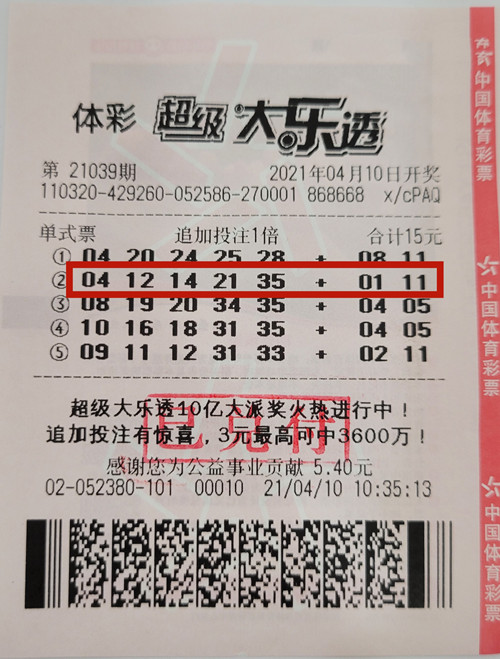 体彩 超级大乐透
第 21039期 2021年04月10日开奖
110320-429260-052586-270001 868668 x/cPAQ
单式票 追加投注1倍 合计15元
① 04 20 24 25 28 + 08 11
② 04 12 14 21 35 + 01 11
③ 08 19 20 34 35 + 04 05
④ 10 16 18 31 35 + 04 05
⑤ 09 11 12 31 33 + 02 11
超级大乐透10亿大派奖火热进行中！
已兑付
追加投注有惊喜，3元最高可中3600万！
感谢您为公益事业贡献 5.40元
02-052380-101 00010 21/04/10 10:35:13
育 中国体育彩票
中国体育彩票
中国体育彩票